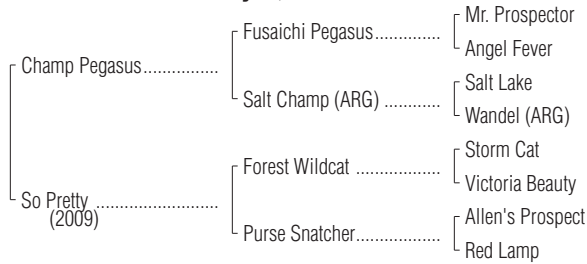 Mr. Prospector
Fusaichi Pegasus...............
Angel Fever
Champ Pegasus................
Salt Lake
Salt Champ (ARG) ............
Wandel (ARG)
Storm Cat
Forest Wildcat ..................
Victoria Beauty
So Pretty ..........................
(2009)
Allen's Prospect
Purse Snatcher..................
Red Lamp